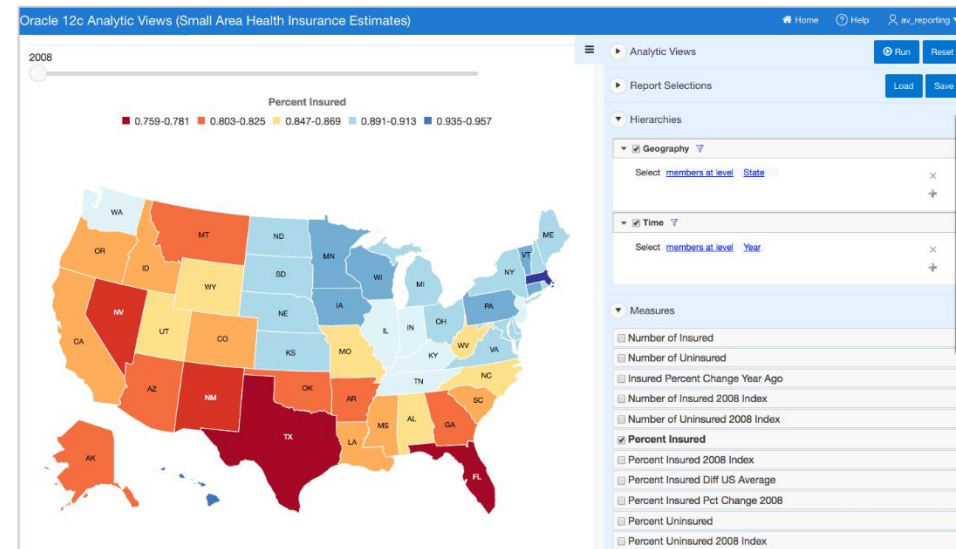 Oracle 12c Analytic Views (Small Area Health Insurance Estimates)
Home
Help
av_reporting
2008
Percent Insured
0.759-0.781
0.803-0.825
0.847-0.869
0.891-0.913
0.935-0.957
WA
OR
CA
NV
ID
MT
WY
UT
CO
AZ
NM
ND
SD
NE
KS
OK
TX
MN
IA
MO
AR
LA
WI
IL
MI
IN
OH
KY
TN
MS
AL
GA
FL
SC
NC
VA
WV
PA
NY
VT
ME
AK
Analytic Views
Run
Reset
Report Selections
Load
Save
Hierarchies
Geography
Select members at level State
Time
Select members at level Year
Measures
Number of Insured
Number of Uninsured
Insured Percent Change Year Ago
Number of Insured 2008 Index
Number of Uninsured 2008 Index
Percent Insured
Percent Insured 2008 Index
Percent Insured Diff US Average
Percent Insured Pct Change 2008
Percent Uninsured
Percent Uninsured 2008 Index